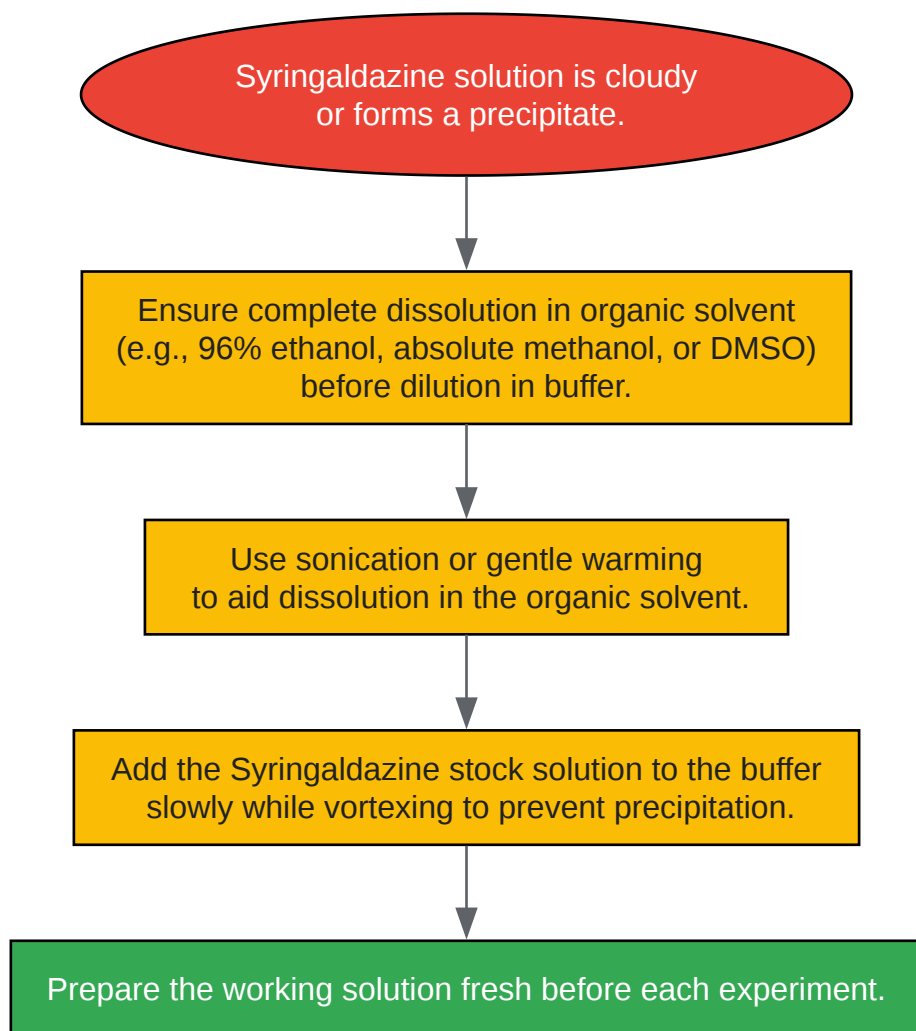 Syringaldazine solution is cloudy
or forms a precipitate.
Ensure complete dissolution in organic solvent
(e.g., 96% ethanol, absolute methanol, or DMSO)
before dilution in buffer.
Use sonication or gentle warming
to aid dissolution in the organic solvent.
Add the Syringaldazine stock solution to the buffer
slowly while vortexing to prevent precipitation.
Prepare the working solution fresh before each experiment.